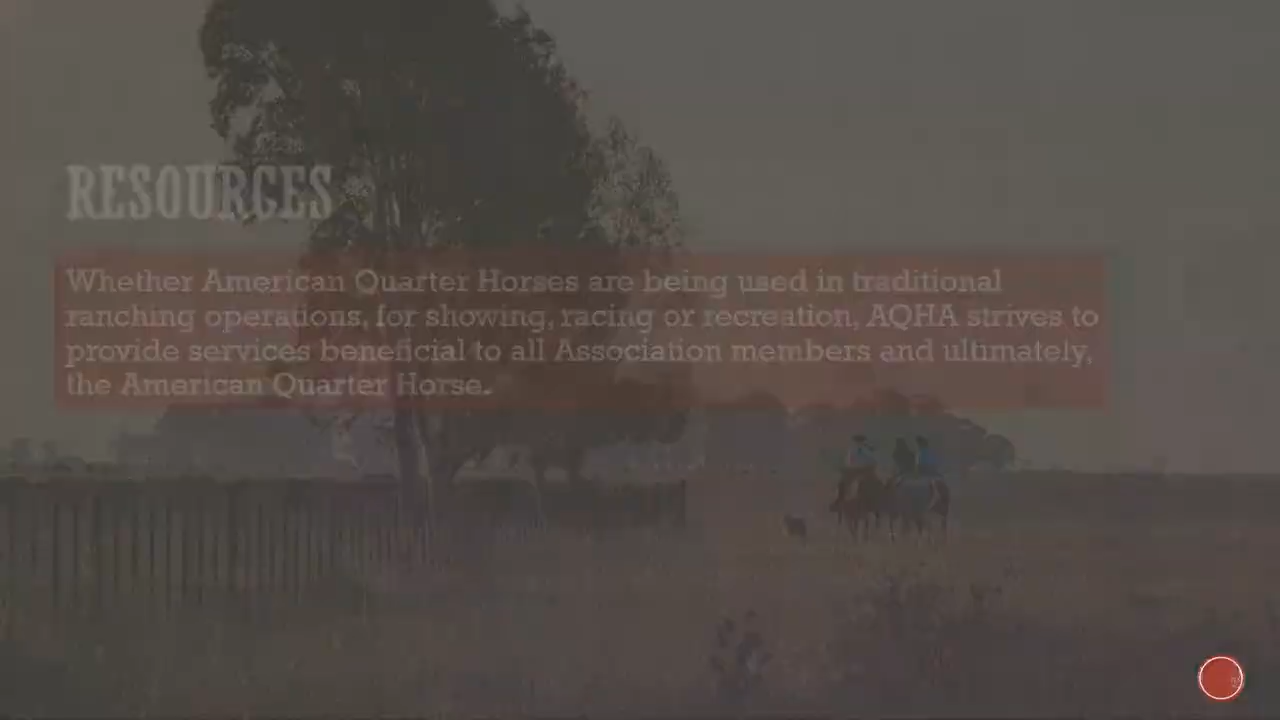 RESOURCES
Whether American Quarter Horses are being used in traditional
ranching operations, for showing, racing or recreation, AQHA strives to
provide services beneficial to all Association members and ultimately,
the American Quarter Horse.